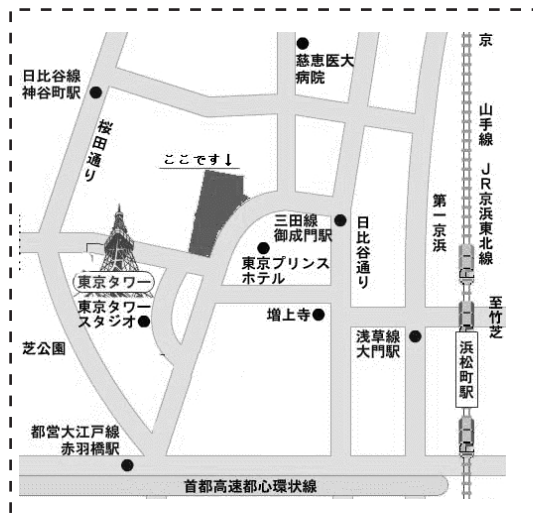 慈恵医大
病院
京
日比谷線
神谷町駅
桜田通り
山手線
JR京浜東北線
ここです↓
第一京浜
三田線
御成門駅
日比谷通り
東京プリンス
ホテル
東京タワー
東京タワー
スタジオ
増上寺
至竹芝
浅草線
大門駅
浜松町駅
芝公園
都営大江戸線
赤羽橋駅
首都高速都心環状線